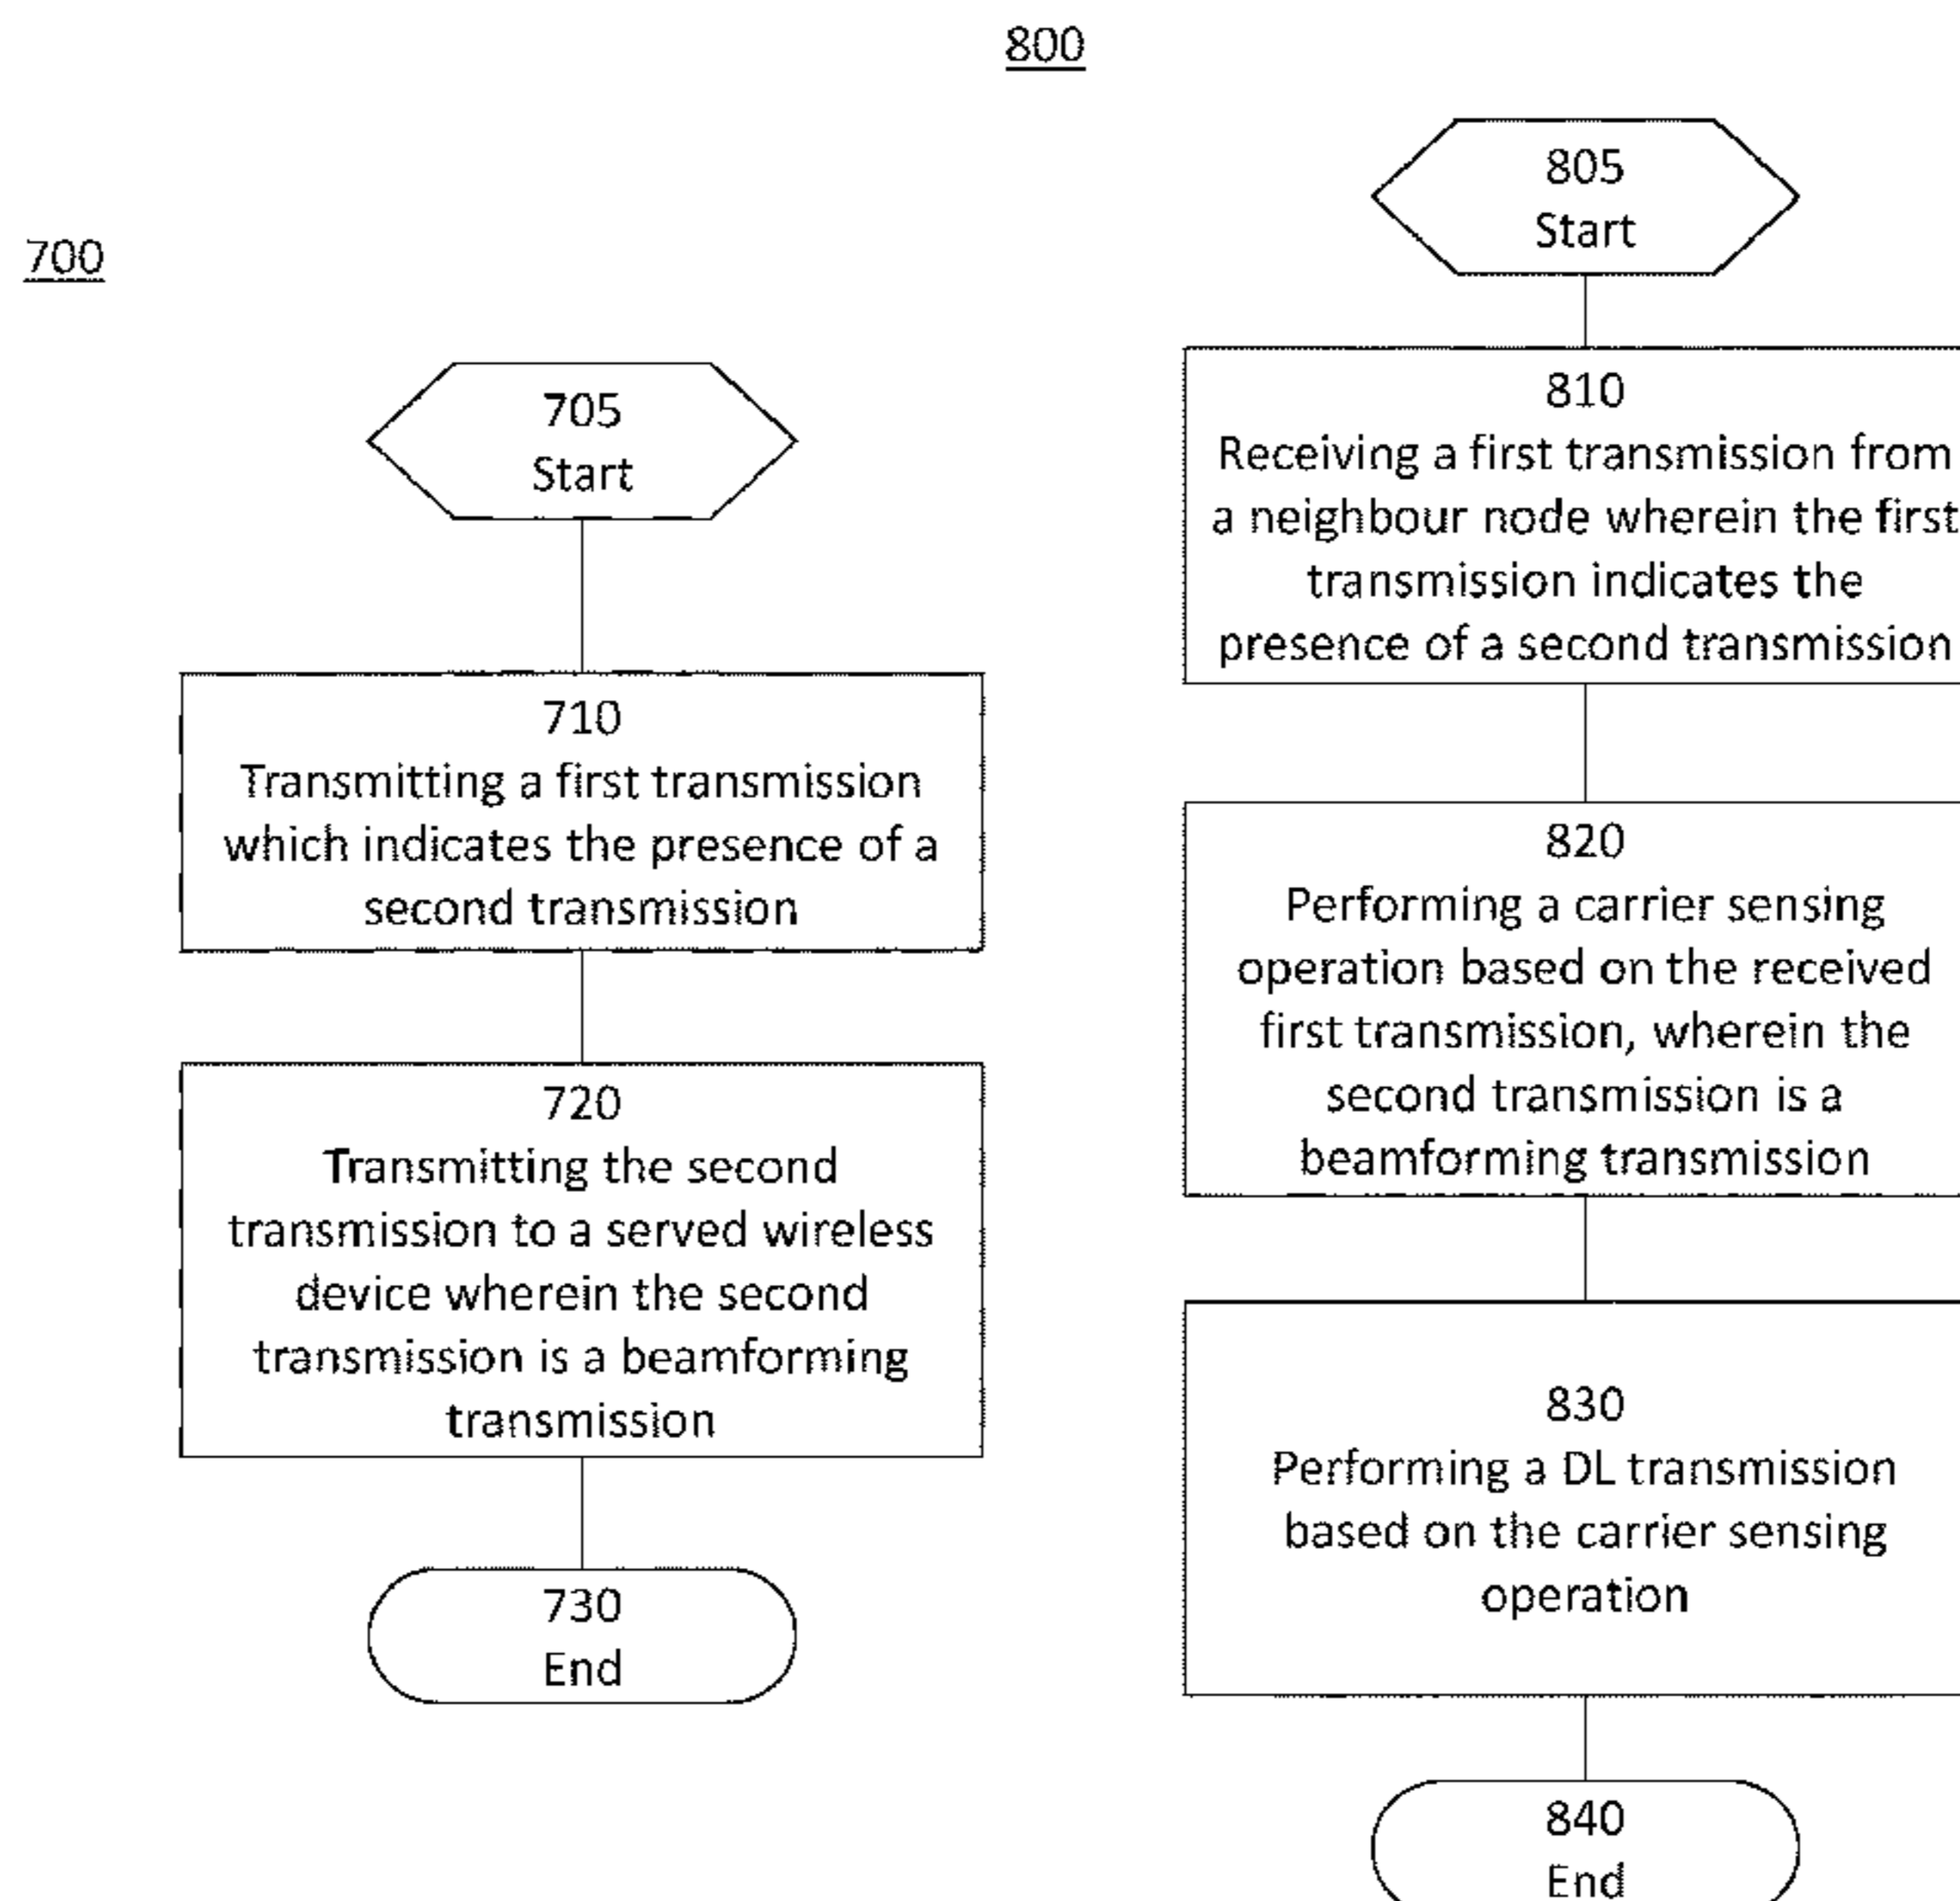 700
705
Start
710
Transmitting a first transmission
which indicates the presence of a
second transmission
720
Transmitting the second
transmission to a served wireless
device wherein the second
transmission is a beamforming
transmission
730
End
800
805
Start
810
Receiving a first transmission from
a neighbour node wherein the first
transmission indicates the
presence of a second transmission
820
Performing a carrier sensing
operation based on the received
first transmission, wherein the
second transmission is a
beamforming transmission
830
Performing a DL transmission
based on the carrier sensing
operation
840
End